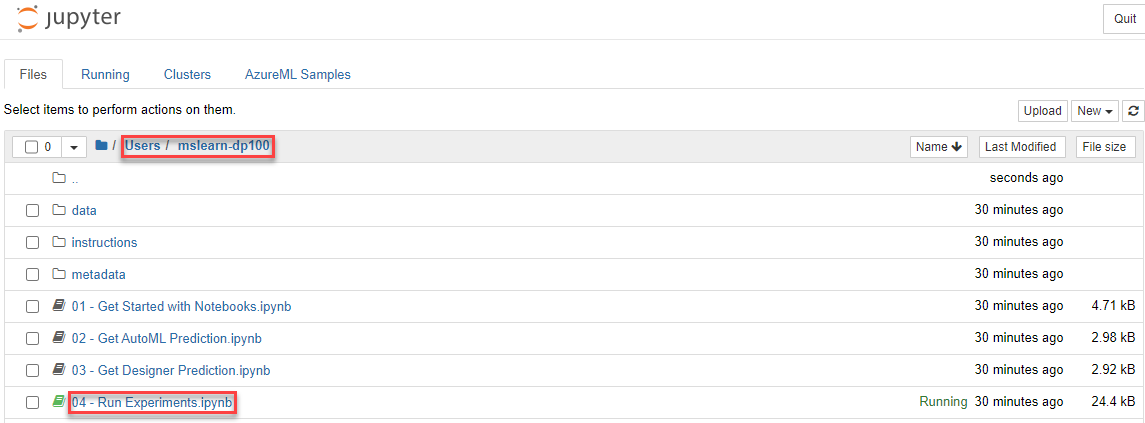 jupyter
Quit
Files Running Clusters AzureML Samples
Select items to perform actions on them.
Upload New
0 / Users / mslearn-dp100 Name Last Modified File size
.. seconds ago
data 30 minutes ago
instructions 30 minutes ago
metadata 30 minutes ago
01 - Get Started with Notebooks.ipynb 30 minutes ago 4.71 kB
02 - Get AutoML Prediction.ipynb 30 minutes ago 2.98 kB
03 - Get Designer Prediction.ipynb 30 minutes ago 2.92 kB
04 - Run Experiments.ipynb Running 30 minutes ago 24.4 kB